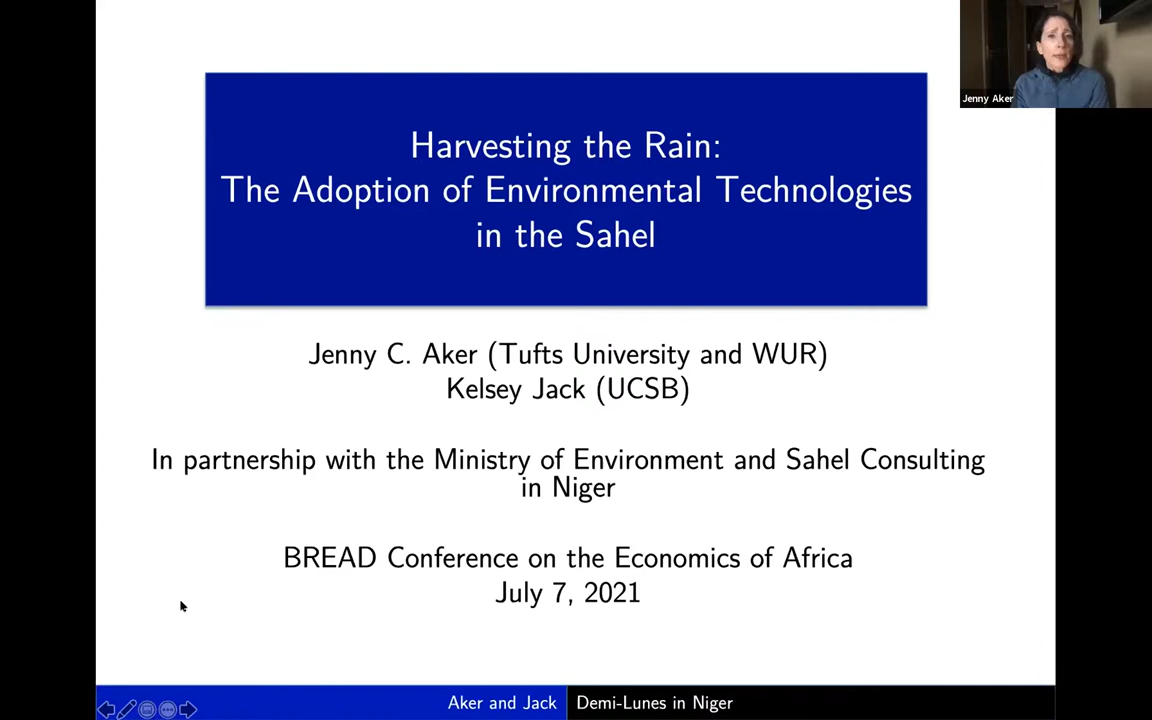 Jenny Aker
Harvesting the Rain:
The Adoption of Environmental Technologies
in the Sahel
Jenny C. Aker (Tufts University and WUR)
Kelsey Jack (UCSB)
In partnership with the Ministry of Environment and Sahel Consulting
in Niger
BREAD Conference on the Economics of Africa
July 7, 2021
Aker and Jack
Demi-Lunes in Niger